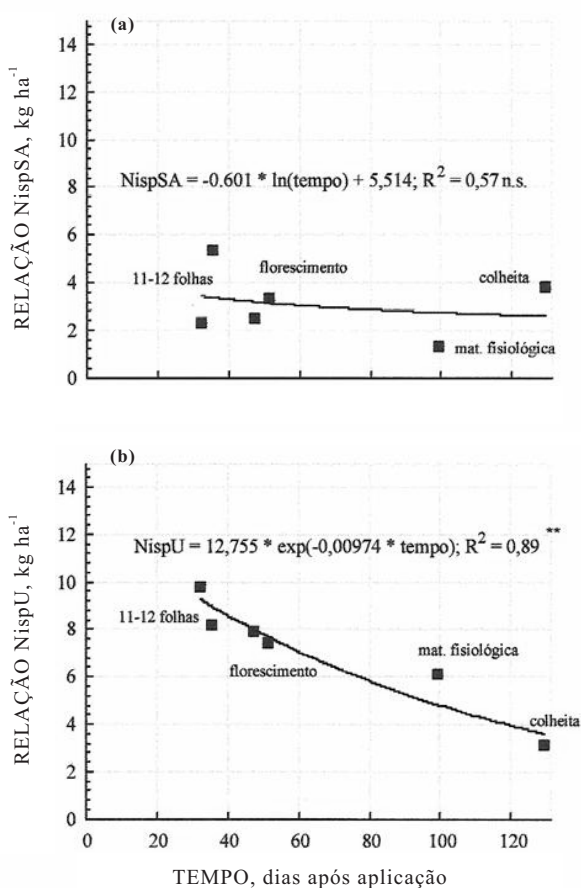 (a)
14
12
10
8
6
4
2
0
RELAÇÃO NispSA, kg ha⁻¹
NispSA = -0.601 * ln(tempo) + 5,514; R² = 0,57 n.s.
11-12 folhas
florescimento
colheita
mat. fisiológica
(b)
14
12
10
8
6
4
2
0
RELAÇÃO NispU, kg ha⁻¹
NispU = 12,755 * exp(-0,00974 * tempo); R² = 0,89 **
11-12 folhas
florescimento
mat. fisiológica
colheita
0 20 40 60 80 100 120
TEMPO, dias após aplicação